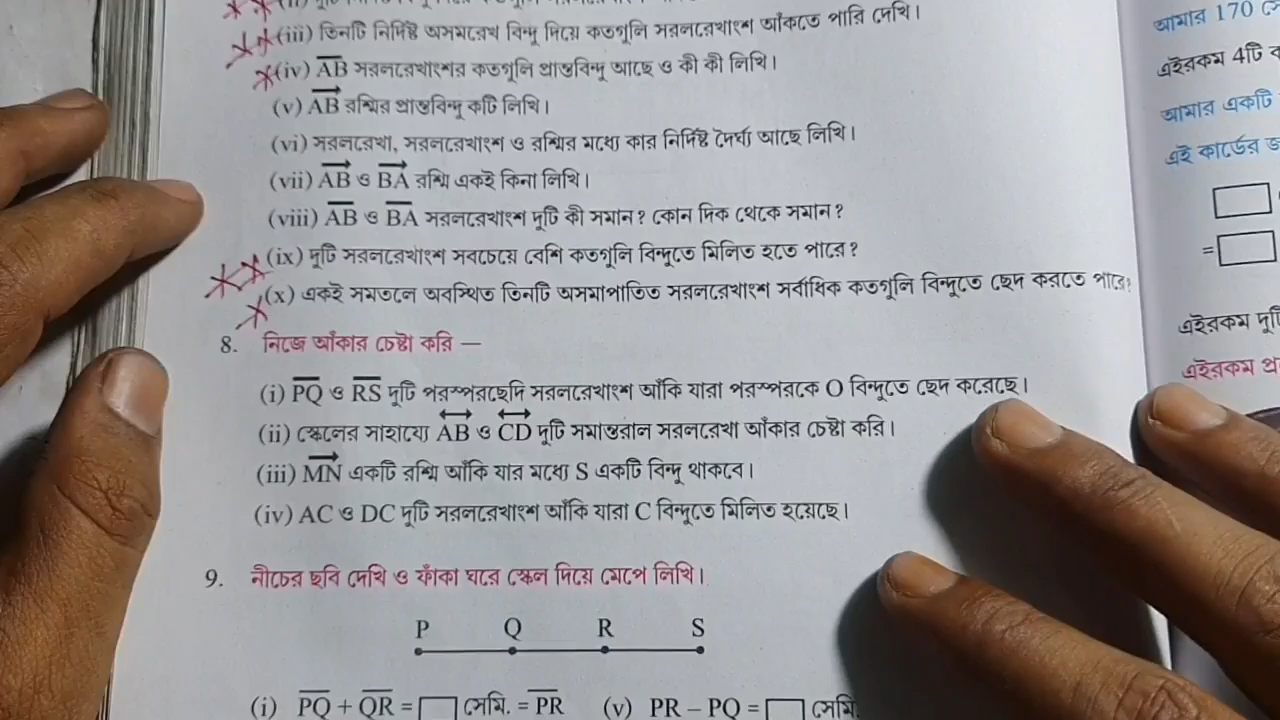 (iii) তিনটি নির্দিষ্ট অসমরেখ বিন্দু দিয়ে কতগুলি সরলরেখাংশ আঁকতে পারি দেখি।
(iv) AB সরলরেখাংশের কতগুলি প্রান্তবিন্দু আছে ও কী কী লিখি।
(v) AB রশ্মির প্রান্তবিন্দু কটি লিখি।
(vi) সরলরেখা, সরলরেখাংশ ও রশ্মির মধ্যে কার নির্দিষ্ট দৈর্ঘ্য আছে লিখি।
(vii) AB ও BA রশ্মি একই কিনা লিখি।
(viii) AB ও BA সরলরেখাংশ দুটি কী সমান? কোন দিক থেকে সমান?
(ix) দুটি সরলরেখাংশ সবচেয়ে বেশি কতগুলি বিন্দুতে মিলিত হতে পারে?
(x) একই সমতলে অবস্থিত তিনটি অসমাপাতিত সরলরেখাংশ সর্বাধিক কতগুলি বিন্দুতে ছেদ করতে পারে?
8. নিজে আঁকার চেষ্টা করি —
(i) PQ ও RS দুটি পরস্পরছেদি সরলরেখাংশ আঁকি যারা পরস্পরকে O বিন্দুতে ছেদ করেছে।
(ii) স্কেলের সাহায্যে AB ও CD দুটি সমান্তরাল সরলরেখা আঁকার চেষ্টা করি।
(iii) MN একটি রশ্মি আঁকি যার মধ্যে S একটি বিন্দু থাকবে।
(iv) AC ও DC দুটি সরলরেখাংশ আঁকি যারা C বিন্দুতে মিলিত হয়েছে।
9. নীচের ছবি দেখি ও ফাঁকা ঘরে স্কেল দিয়ে মেপে লিখি।
P Q R S
(i) PQ + QR = □ সেমি. = PR (v) PR – PQ = □ সেমি.
আমার 170
এইরকম 4টি
আমার একটি
এই কার্ডের
=
এইরকম দুটি
এইরকম